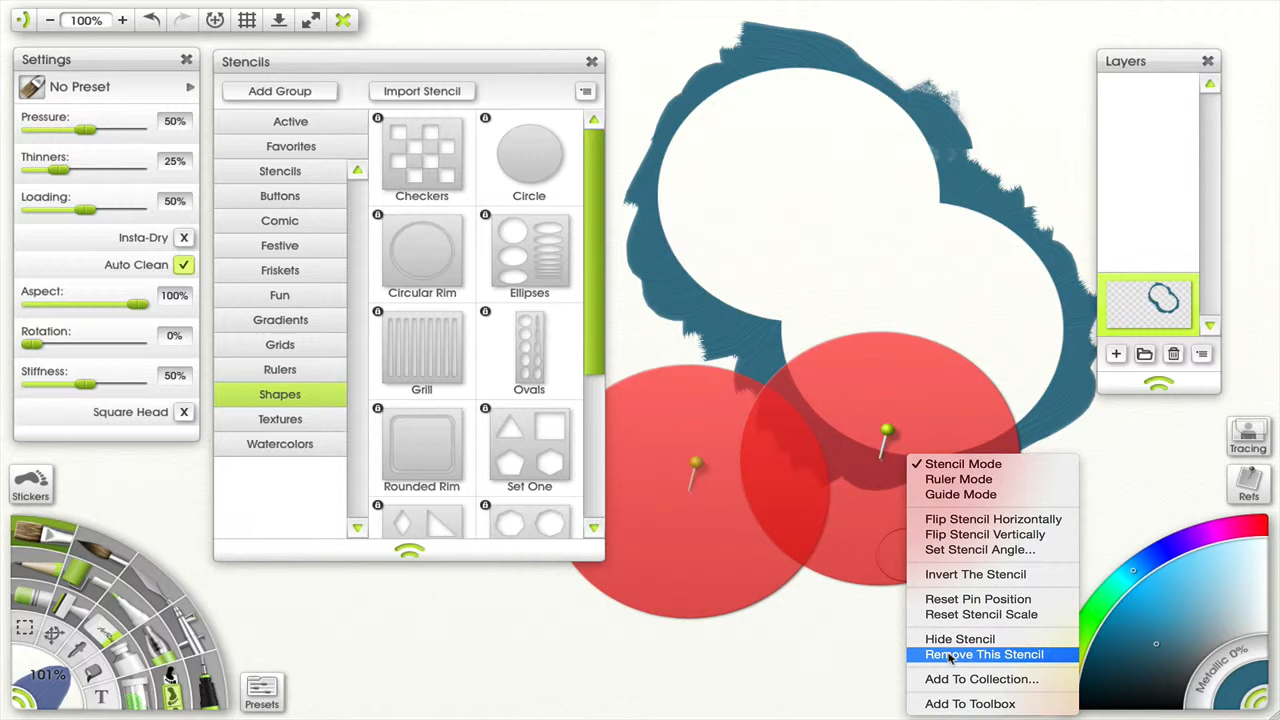 100%
Settings
No Preset
Pressure:
50%
Thinners:
25%
Loading:
50%
Insta-Dry
X
Auto Clean
Aspect:
100%
Rotation:
0%
Stiffness:
50%
Square Head
X
Stencils
Add Group
Import Stencil
Active
Favorites
Stencils
Buttons
Comic
Festive
Friskets
Fun
Gradients
Grids
Rulers
Shapes
Textures
Watercolors
Checkers
Circle
Circular Rim
Ellipses
Grill
Ovals
Rounded Rim
Set One
Layers
Stencil Mode
Ruler Mode
Guide Mode
Flip Stencil Horizontally
Flip Stencil Vertically
Set Stencil Angle...
Invert The Stencil
Reset Pin Position
Reset Stencil Scale
Hide Stencil
Remove This Stencil
Add To Collection...
Add To Toolbox
Tracing
Refs
Metallic 0%
Stickers
101%
T
Presets